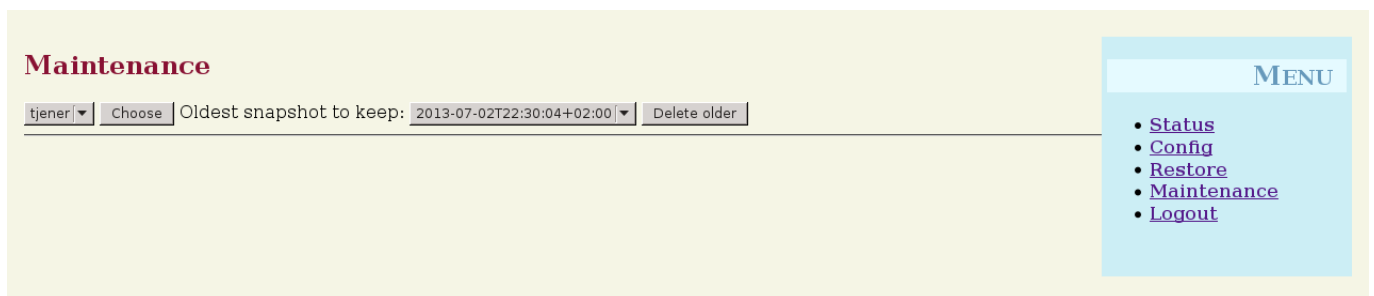 Maintenance
tjener Choose Oldest snapshot to keep: 2013-07-02T22:30:04+02:00 Delete older
MENU
Status
Config
Restore
Maintenance
Logout